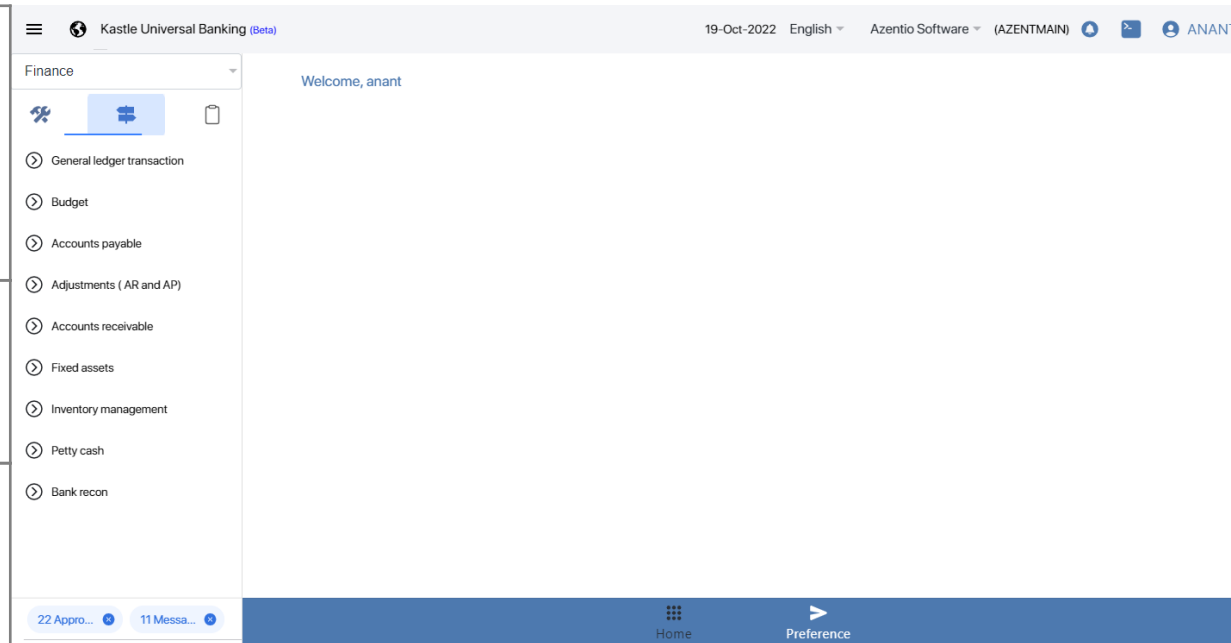 Kastle Universal Banking (Beta)
19-Oct-2022 English Azentio Software (AZENTMAIN) ANANT
Finance
Welcome, anant
General ledger transaction
Budget
Accounts payable
Adjustments ( AR and AP)
Accounts receivable
Fixed assets
Inventory management
Petty cash
Bank recon
22 Appro... 11 Messa...
Home Preference